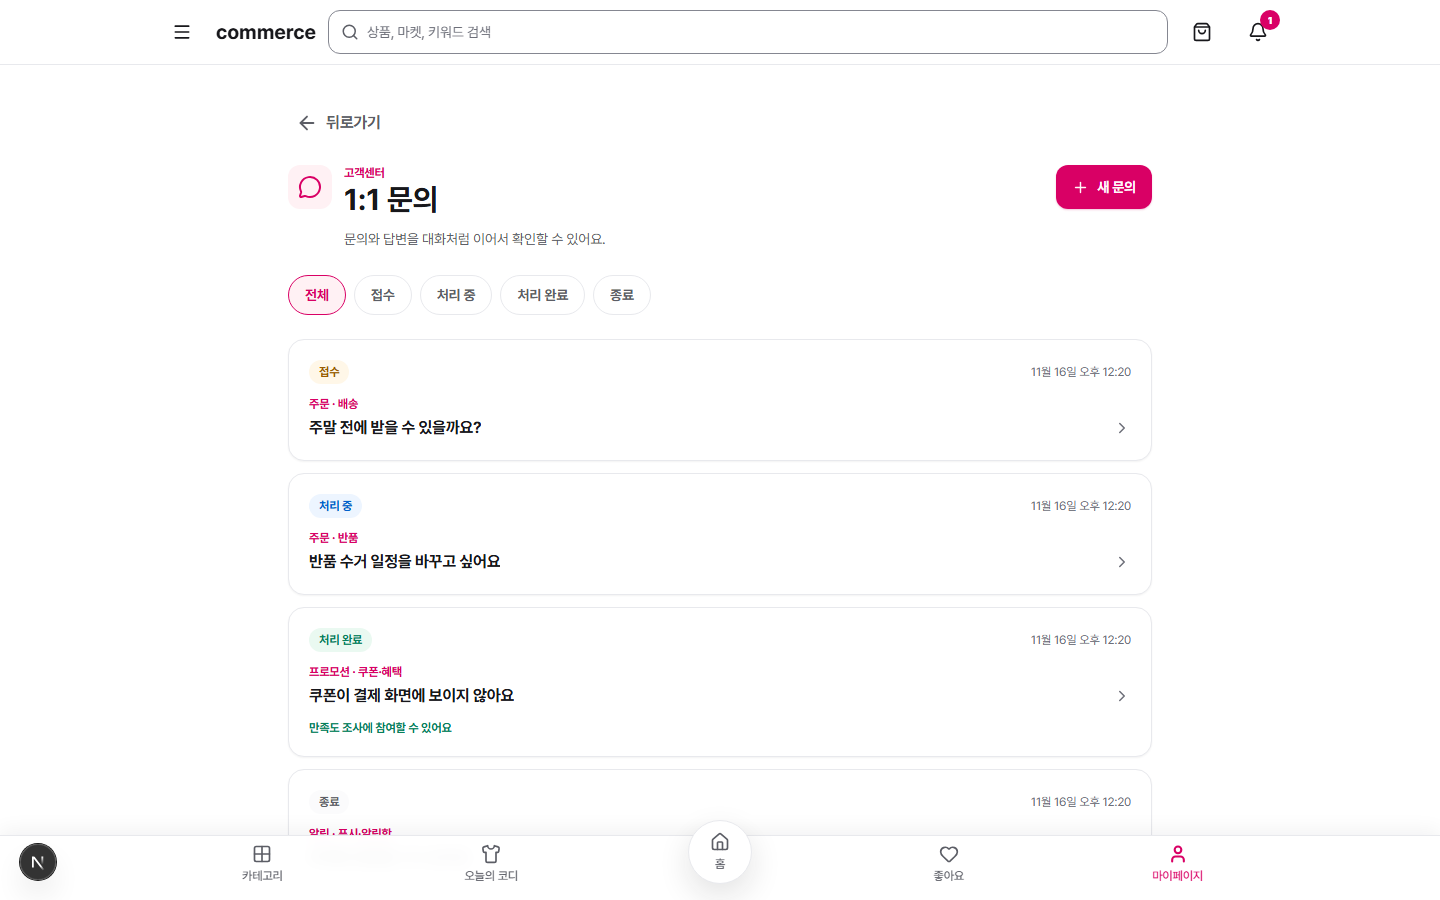 commerce
상품, 마켓, 키워드 검색
1
뒤로가기
고객센터
1:1 문의
새 문의
문의와 답변을 대화처럼 이어서 확인할 수 있어요.
전체
접수
처리 중
처리 완료
종료
접수
11월 16일 오후 12:20
주문 · 배송
주말 전에 받을 수 있을까요?
처리 중
11월 16일 오후 12:20
주문 · 반품
반품 수거 일정을 바꾸고 싶어요
처리 완료
11월 16일 오후 12:20
프로모션 · 쿠폰·혜택
쿠폰이 결제 화면에 보이지 않아요
만족도 조사에 참여할 수 있어요
종료
11월 16일 오후 12:20
알림 · 푸시·알림함
N
카테고리
오늘의 코디
홈
좋아요
마이페이지